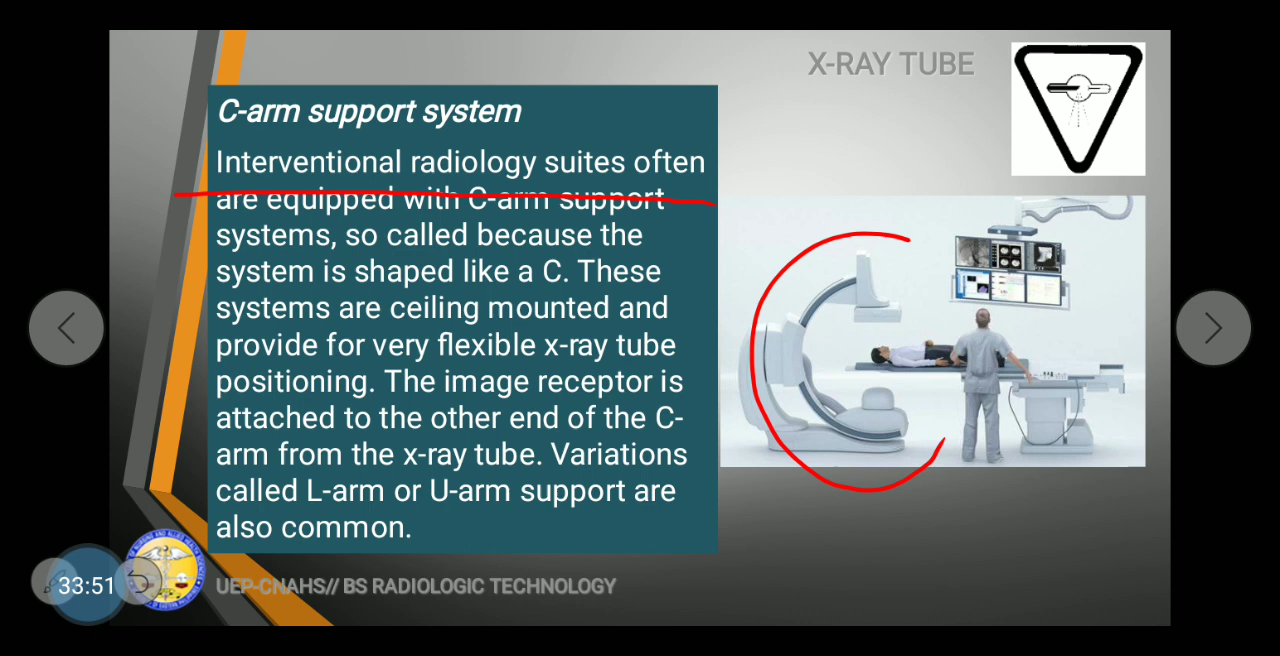 X-RAY TUBE
C-arm support system
Interventional radiology suites often
are equipped with C-arm support
systems, so called because the
system is shaped like a C. These
systems are ceiling mounted and
provide for very flexible x-ray tube
positioning. The image receptor is
attached to the other end of the C-
arm from the x-ray tube. Variations
called L-arm or U-arm support are
also common.
33:51
UEP-CNAHS// BS RADIOLOGIC TECHNOLOGY